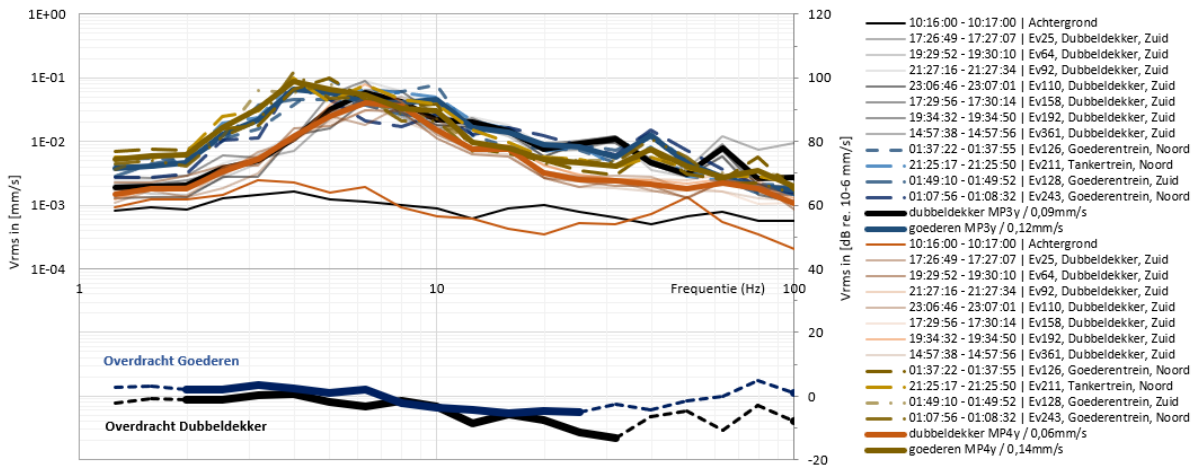 1E+00
1E-01
1E-02
1E-03
1E-04
Vrms in [mm/s]
1
10
100
Frequentie (Hz)
120
100
80
60
40
20
0
-20
Vrms in [dB re. 10-6 mm/s]
Overdracht Goederen
Overdracht Dubbeldekker
10:16:00 - 10:17:00 | Achtergrond
17:26:49 - 17:27:07 | Ev25, Dubbeldekker, Zuid
19:29:52 - 19:30:10 | Ev64, Dubbeldekker, Zuid
21:27:16 - 21:27:34 | Ev92, Dubbeldekker, Zuid
23:06:46 - 23:07:01 | Ev110, Dubbeldekker, Zuid
17:29:56 - 17:30:14 | Ev158, Dubbeldekker, Zuid
19:34:32 - 19:34:50 | Ev192, Dubbeldekker, Zuid
14:57:38 - 14:57:56 | Ev361, Dubbeldekker, Zuid
01:37:22 - 01:37:55 | Ev126, Goederentrein, Noord
21:25:17 - 21:25:50 | Ev211, Tankertrein, Noord
01:49:10 - 01:49:52 | Ev128, Goederentrein, Zuid
01:07:56 - 01:08:32 | Ev243, Goederentrein, Noord
dubbeldekker MP3y / 0,09mm/s
goederen MP3y / 0,12mm/s
10:16:00 - 10:17:00 | Achtergrond
17:26:49 - 17:27:07 | Ev25, Dubbeldekker, Zuid
19:29:52 - 19:30:10 | Ev64, Dubbeldekker, Zuid
21:27:16 - 21:27:34 | Ev92, Dubbeldekker, Zuid
23:06:46 - 23:07:01 | Ev110, Dubbeldekker, Zuid
17:29:56 - 17:30:14 | Ev158, Dubbeldekker, Zuid
19:34:32 - 19:34:50 | Ev192, Dubbeldekker, Zuid
14:57:38 - 14:57:56 | Ev361, Dubbeldekker, Zuid
01:37:22 - 01:37:55 | Ev126, Goederentrein, Noord
21:25:17 - 21:25:50 | Ev211, Tankertrein, Noord
01:49:10 - 01:49:52 | Ev128, Goederentrein, Zuid
01:07:56 - 01:08:32 | Ev243, Goederentrein, Noord
dubbeldekker MP4y / 0,06mm/s
goederen MP4y / 0,14mm/s